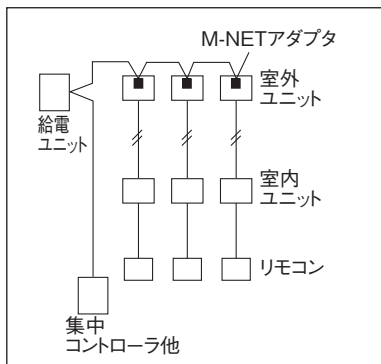 M-NETアダプタ
室外
ユニット
給電
ユニット
室内
ユニット
リモコン
集中
コントローラ他